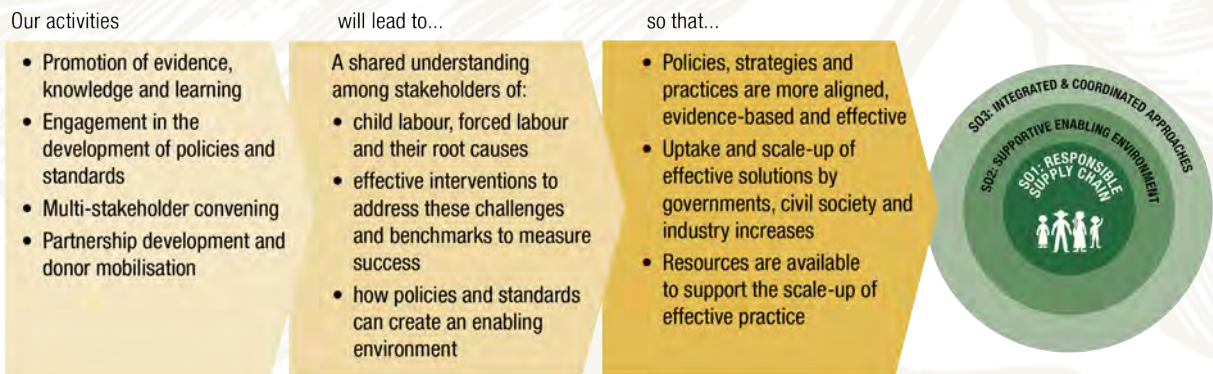 Our activities
• Promotion of evidence,
knowledge and learning
• Engagement in the
development of policies and
standards
• Multi-stakeholder convening
• Partnership development and
donor mobilisation
will lead to...
A shared understanding
among stakeholders of:
• child labour, forced labour
and their root causes
• effective interventions to
address these challenges
and benchmarks to measure
success
• how policies and standards
can create an enabling
environment
so that...
• Policies, strategies and
practices are more aligned,
evidence-based and effective
• Uptake and scale-up of
effective solutions by
governments, civil society and
industry increases
• Resources are available
to support the scale-up of
effective practice
SO3: INTEGRATED & COORDINATED APPROACHES
SO2: SUPPORTIVE ENABLING ENVIRONMENT
SO1: RESPONSIBLE
SUPPLY CHAIN